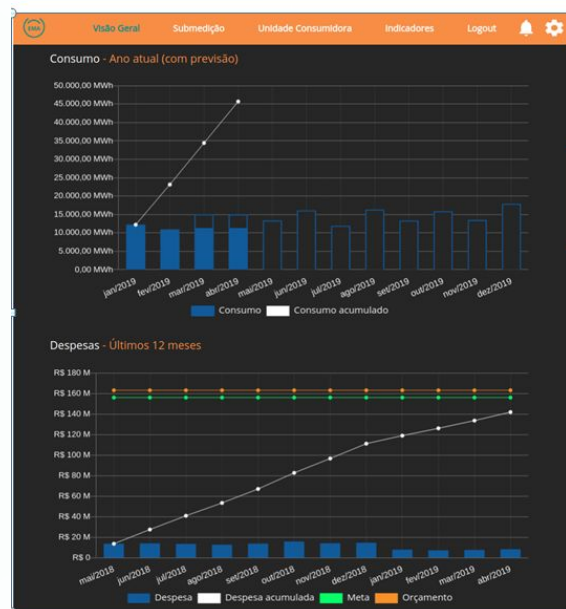 EMA
Visão Geral Submedição Unidade Consumidora Indicadores Logout
Consumo - Ano atual (com previsão)
50.000,00 MWh
45.000,00 MWh
40.000,00 MWh
35.000,00 MWh
30.000,00 MWh
25.000,00 MWh
20.000,00 MWh
15.000,00 MWh
10.000,00 MWh
5.000,00 MWh
0,00 MWh
jan/2019 fev/2019 mar/2019 abr/2019 mai/2019 jun/2019 jul/2019 ago/2019 set/2019 out/2019 nov/2019 dez/2019
Consumo Consumo acumulado
Despesas - Últimos 12 meses
R$ 180 M
R$ 160 M
R$ 140 M
R$ 120 M
R$ 100 M
R$ 80 M
R$ 60 M
R$ 40 M
R$ 20 M
R$ 0
mai/2018 jun/2018 jul/2018 ago/2018 set/2018 out/2018 nov/2018 dez/2018 jan/2019 fev/2019 mar/2019 abr/2019
Despesa Despesa acumulada Meta Orçamento